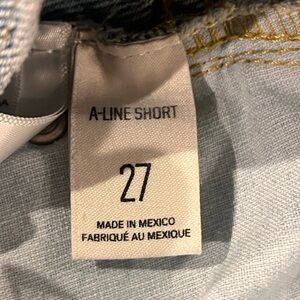 A-LINE SHORT
27
MADE IN MEXICO
FABRIQUÉ AU MEXIQUE